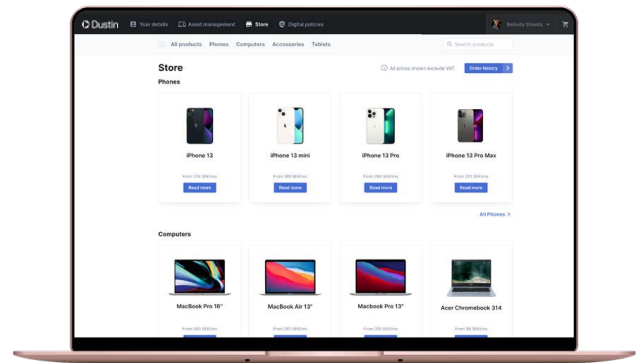 Dustin
Your details Asset management Store Digital policies Belinda Shields
All products Phones Computers Accessories Tablets Search products
Store
All prices shown exclude VAT Order history
Phones
iPhone 13 iPhone 13 mini iPhone 13 Pro iPhone 13 Pro Max
Read more Read more Read more Read more
All Phones
Computers
MacBook Pro 16" MacBook Air 13" Macbook Pro 13" Acer Chromebook 314